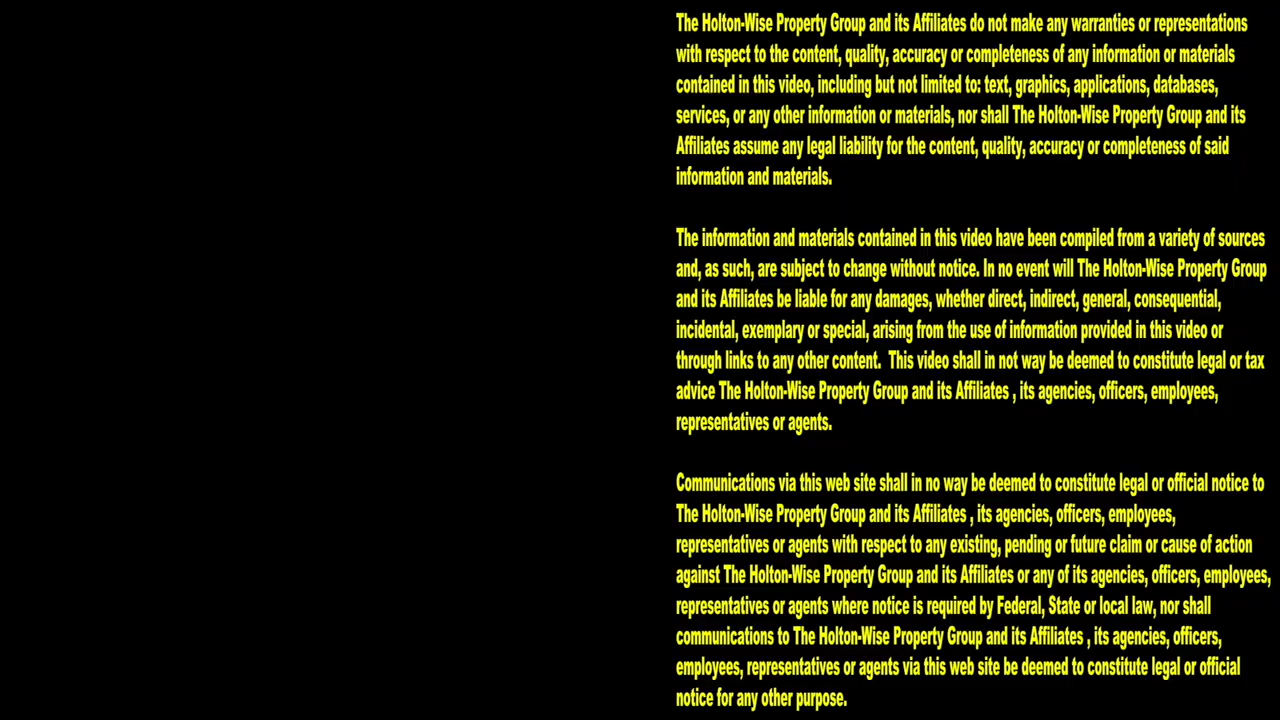 The Holton-Wise Property Group and its Affiliates do not make any warranties or representations
with respect to the content, quality, accuracy or completeness of any information or materials
contained in this video, including but not limited to: text, graphics, applications, databases,
services, or any other information or materials, nor shall The Holton-Wise Property Group and its
Affiliates assume any legal liability for the content, quality, accuracy or completeness of said
information and materials.

The information and materials contained in this video have been compiled from a variety of sources
and, as such, are subject to change without notice. In no event will The Holton-Wise Property Group
and its Affiliates be liable for any damages, whether direct, indirect, general, consequential,
incidental, exemplary or special, arising from the use of information provided in this video or
through links to any other content.  This video shall in not way be deemed to constitute legal or tax
advice The Holton-Wise Property Group and its Affiliates , its agencies, officers, employees,
representatives or agents.

Communications via this web site shall in no way be deemed to constitute legal or official notice to
The Holton-Wise Property Group and its Affiliates , its agencies, officers, employees,
representatives or agents with respect to any existing, pending or future claim or cause of action
against The Holton-Wise Property Group and its Affiliates or any of its agencies, officers, employees,
representatives or agents where notice is required by Federal, State or local law, nor shall
communications to The Holton-Wise Property Group and its Affiliates , its agencies, officers,
employees, representatives or agents via this web site be deemed to constitute legal or official
notice for any other purpose.